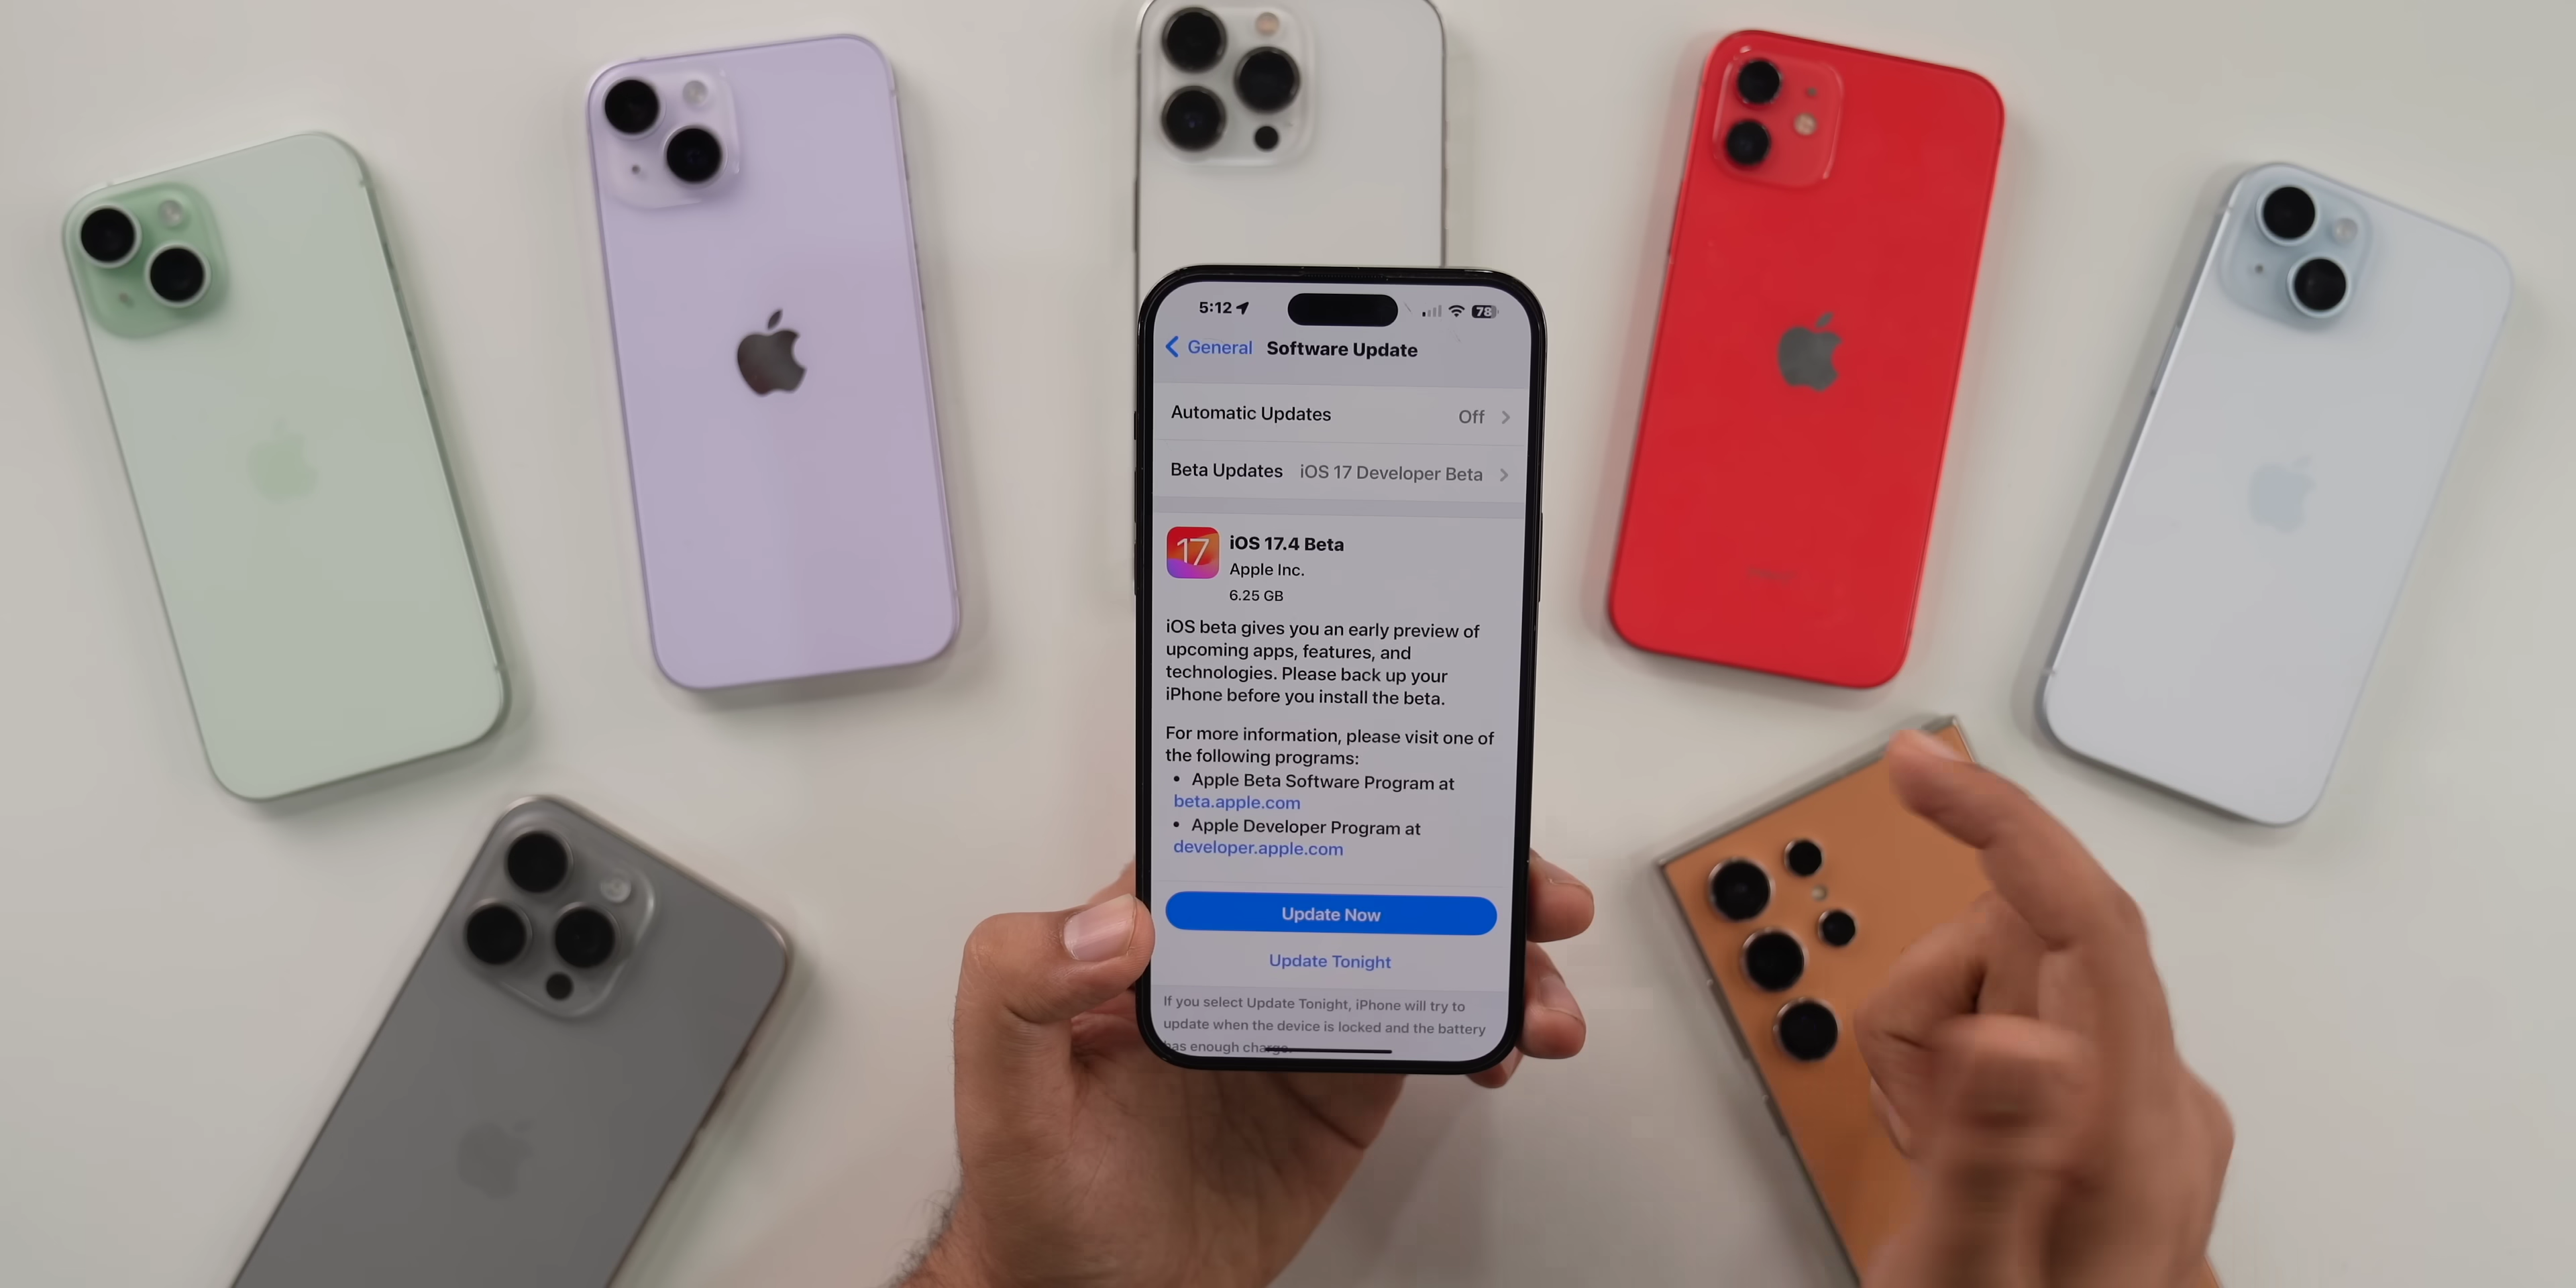 5:12
78
General Software Update
Automatic Updates Off
Beta Updates iOS 17 Developer Beta
17
iOS 17.4 Beta
Apple Inc.
6.25 GB
iOS beta gives you an early preview of
upcoming apps, features, and
technologies. Please back up your
iPhone before you install the beta.
For more information, please visit one of
the following programs:
• Apple Beta Software Program at
beta.apple.com
• Apple Developer Program at
developer.apple.com
Update Now
Update Tonight
If you select Update Tonight, iPhone will try to
update when the device is locked and the battery
has enough charge.